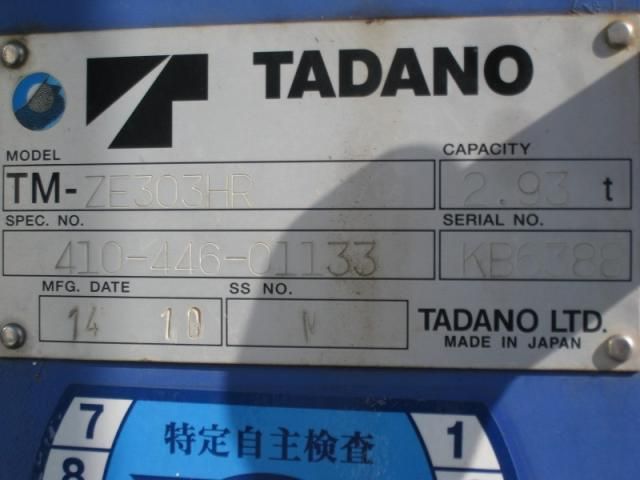 TADANO
MODEL
TM-ZE303HR
CAPACITY
2.93 t
SPEC. NO.
410-446-01133
SERIAL NO.
KB6388
MFG. DATE
14 10
SS NO.
N
TADANO LTD.
MADE IN JAPAN
7
特定自主検査
1
8